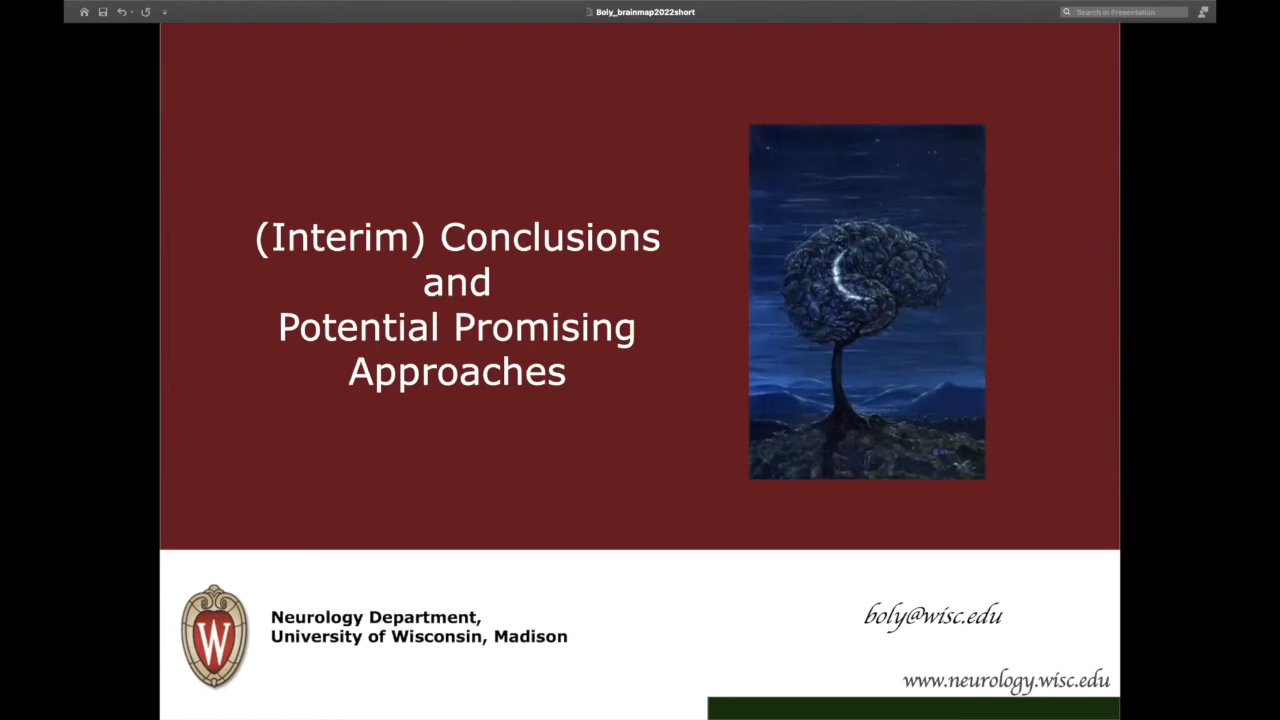 Boly_brainmap2022short
Search in Presentation
(Interim) Conclusions
and
Potential Promising
Approaches
W
Neurology Department,
University of Wisconsin, Madison
boly@wisc.edu
www.neurology.wisc.edu